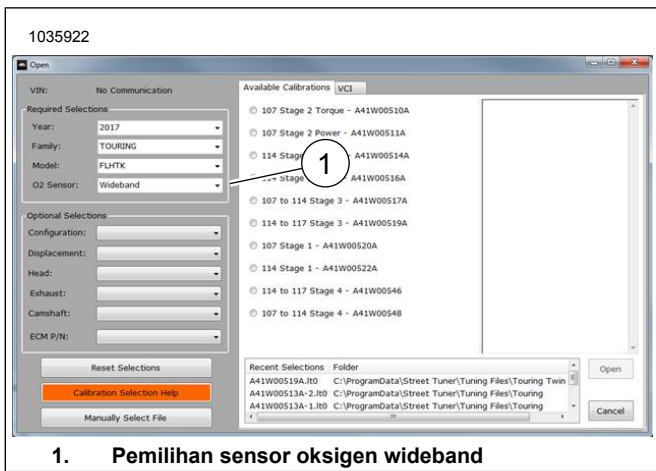 1035922
Open
VIN: No Communication
Required Selections
Year: 2017
Family: TOURING
Model: FLHTK
O2 Sensor: Wideband
Optional Selections
Configuration:
Displacement:
Head:
Exhaust:
Camshaft:
ECM P/N:
Reset Selections
Calibration Selection Help
Manually Select File
Available Calibrations VCI
107 Stage 2 Torque - A41W00510A
107 Stage 2 Power - A41W00511A
114 Stage A41W00514A
Stage A41W00516A
107 to 114 Stage 3 - A41W00517A
114 to 117 Stage 3 - A41W00519A
107 Stage 1 - A41W00520A
114 Stage 1 - A41W00522A
114 to 117 Stage 4 - A41W00546
107 to 114 Stage 4 - A41W00548
1
Recent Selections Folder
A41W00519A.lt0 C:\ProgramData\Street Tuner\Tuning Files\Touring Twin
A41W00513A-2.lt0 C:\ProgramData\Street Tuner\Tuning Files\Touring
A41W00513A-1.lt0 C:\ProgramData\Street Tuner\Tuning Files\Touring
Open
Cancel
1. Pemilihan sensor oksigen wideband